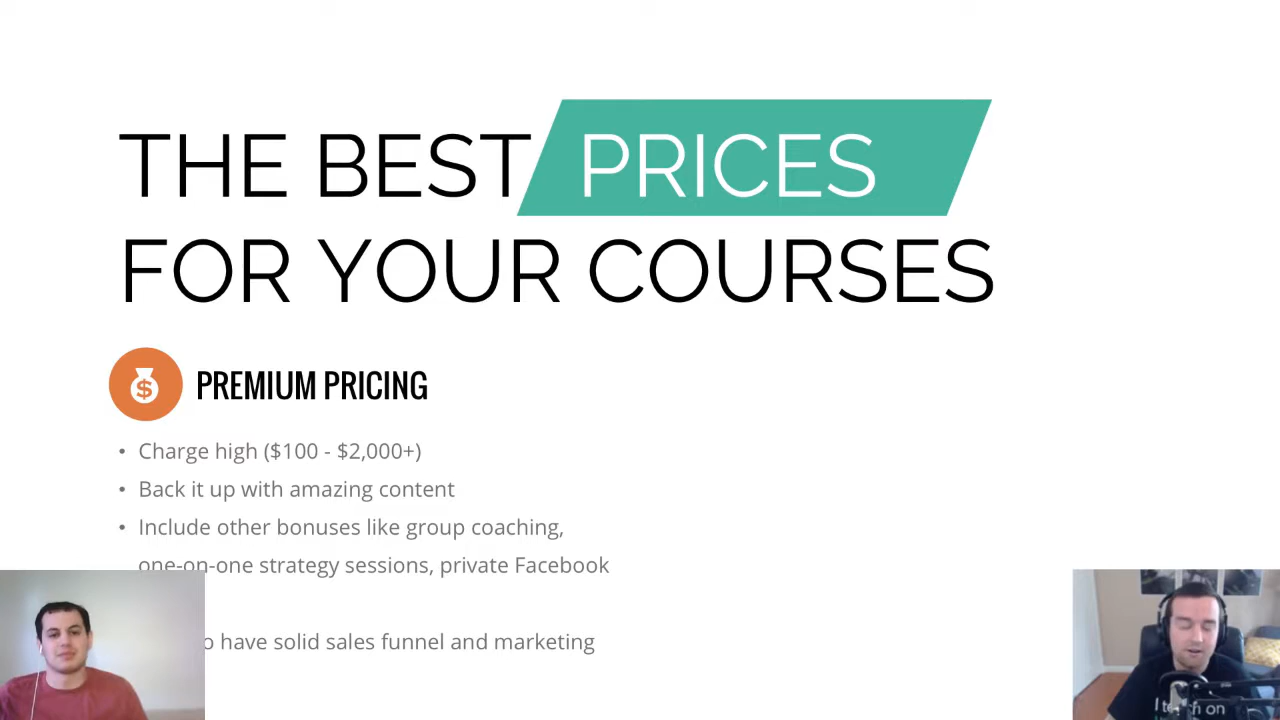 THE BEST PRICES
FOR YOUR COURSES
PREMIUM PRICING
• Charge high ($100 - $2,000+)
• Back it up with amazing content
• Include other bonuses like group coaching,
one-on-one strategy sessions, private Facebook
have solid sales funnel and marketing
I on